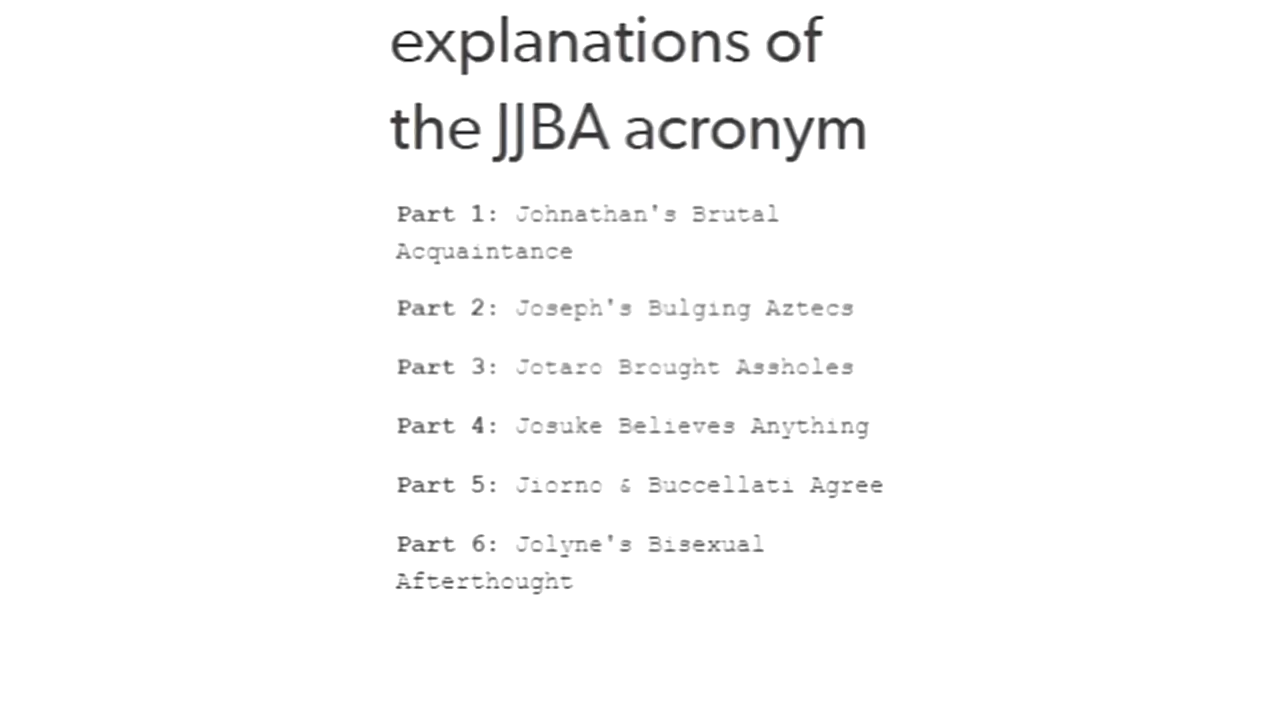 explanations of
the JJBA acronym
Part 1: Johnathan's Brutal
Acquaintance
Part 2: Joseph's Bulging Aztecs
Part 3: Jotaro Brought Assholes
Part 4: Josuke Believes Anything
Part 5: Jiorno & Buccellati Agree
Part 6: Jolyne's Bisexual
Afterthought